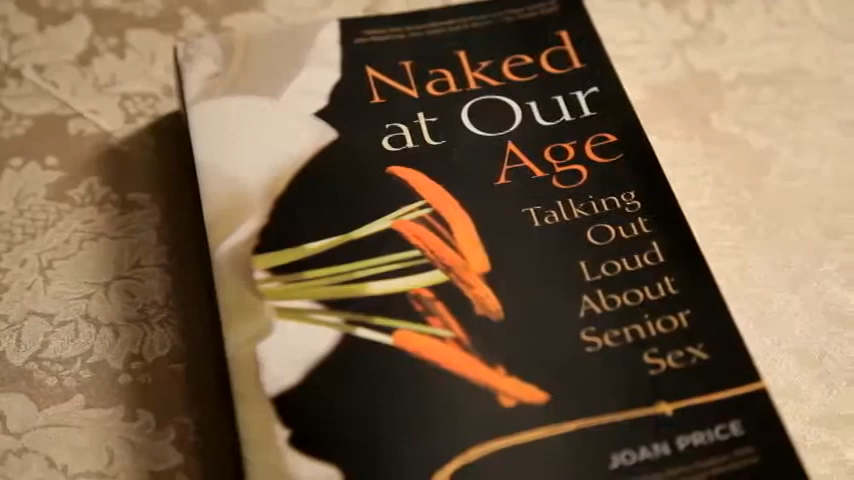 Naked
at Our
Age
Talking
Out
Loud
About
Senior
Sex
JOAN PRICE